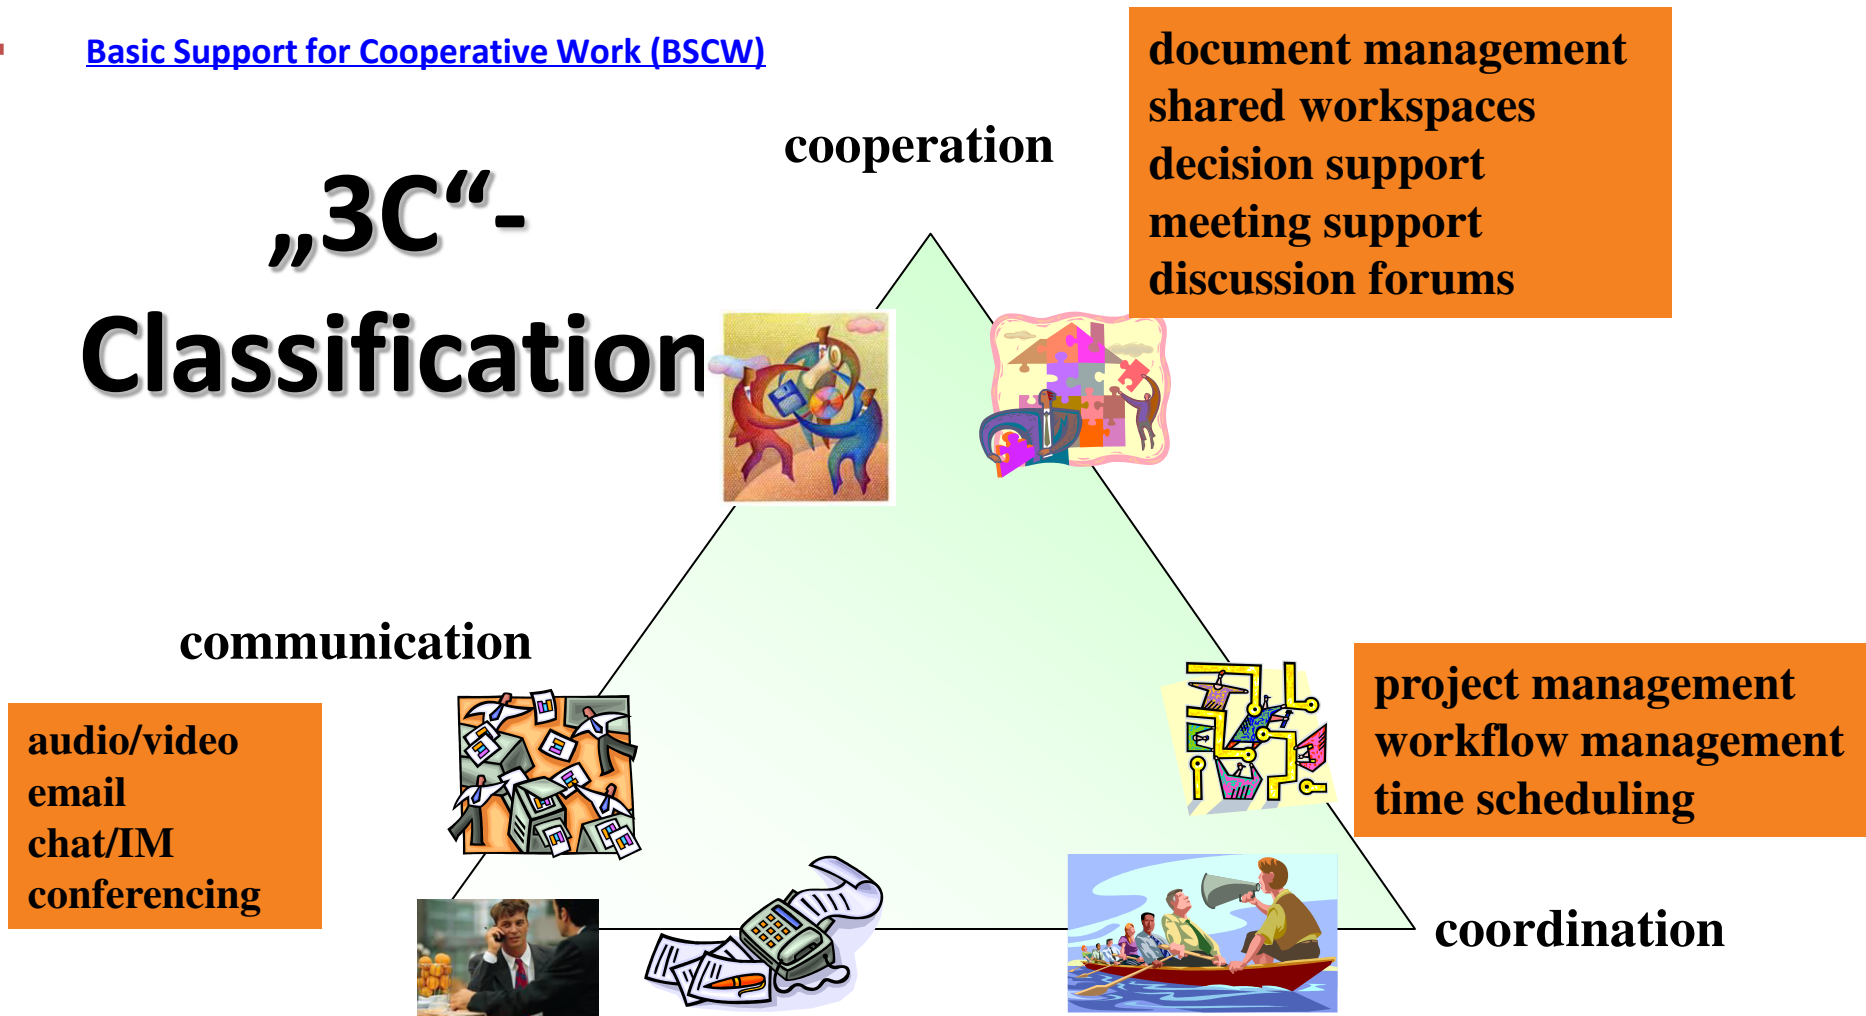 Basic Support for Cooperative Work (BSCW)
„3C“-
Classification
cooperation
document management
shared workspaces
decision support
meeting support
discussion forums
communication
audio/video
email
chat/IM
conferencing
project management
workflow management
time scheduling
coordination